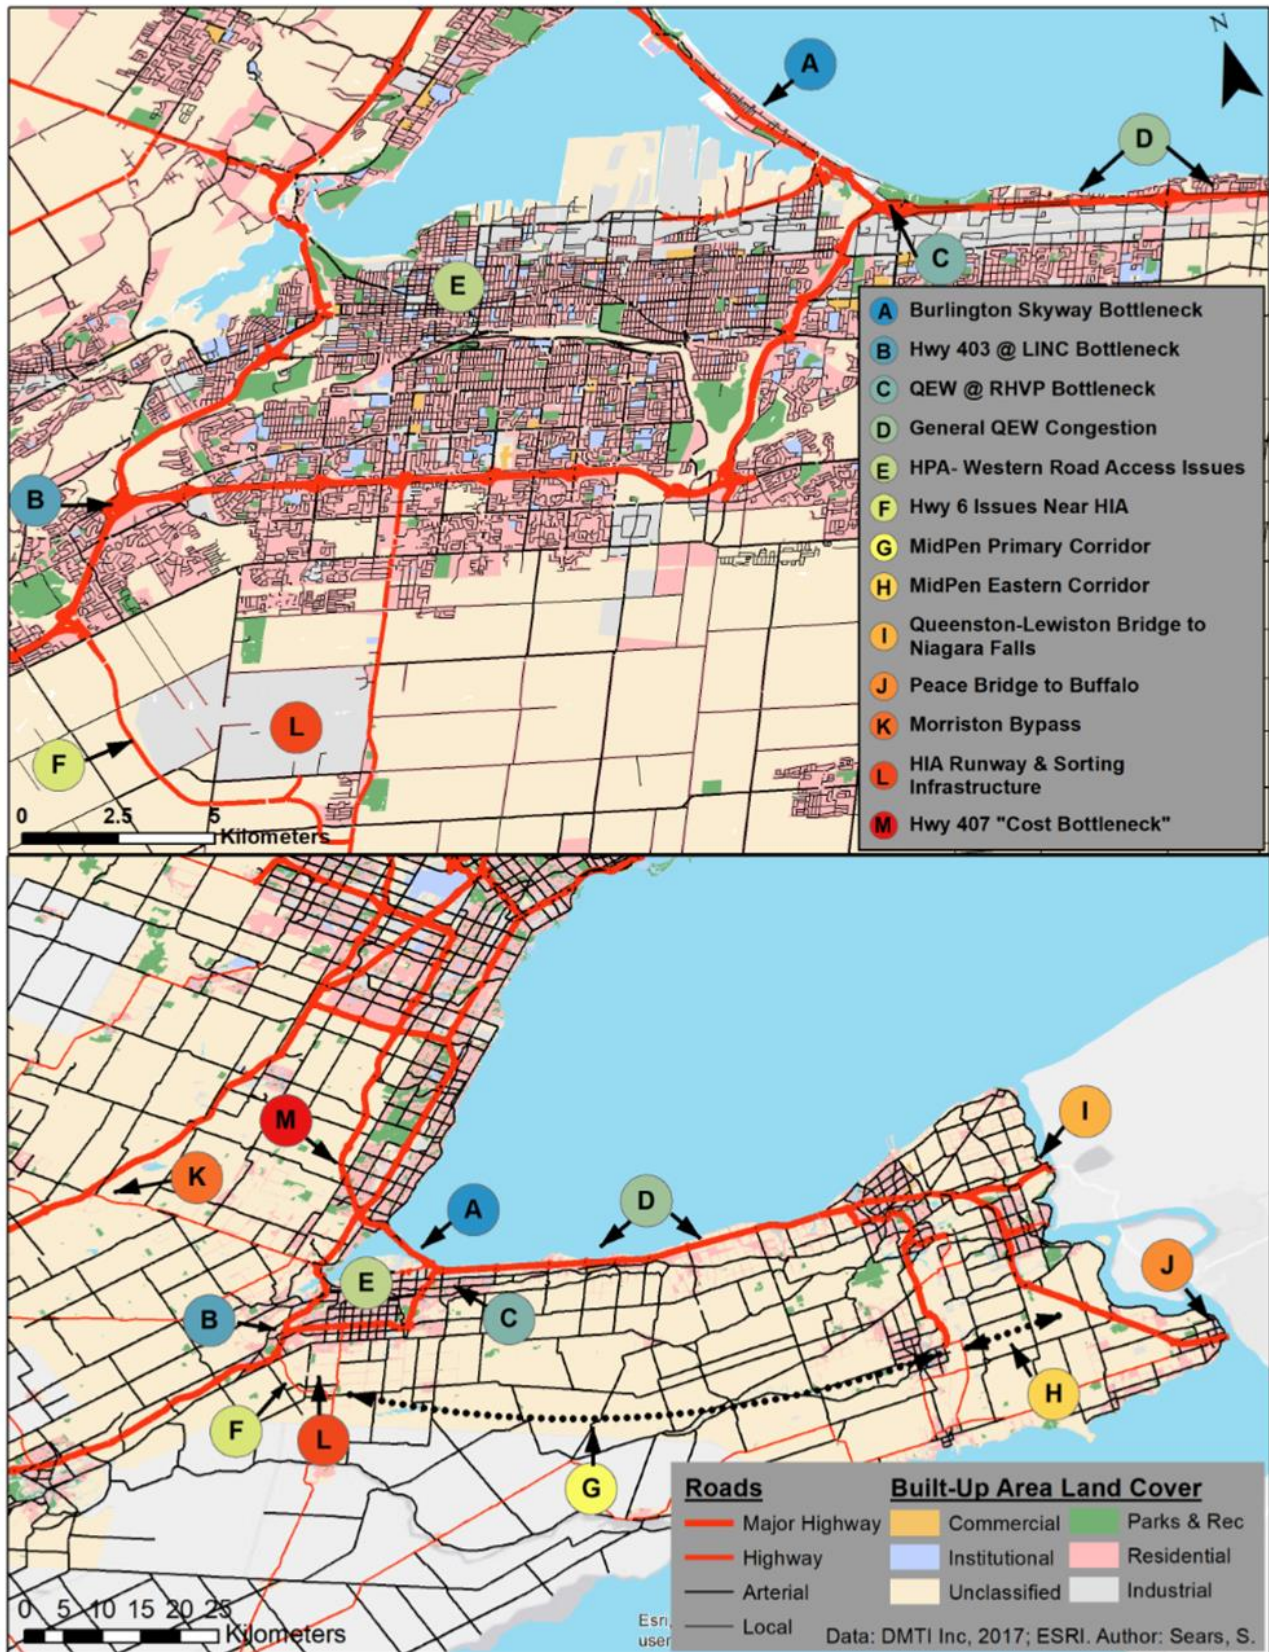 N
A
D
C
E
A Burlington Skyway Bottleneck
B Hwy 403 @ LINC Bottleneck
C QEW @ RHVP Bottleneck
D General QEW Congestion
E HPA- Western Road Access Issues
F Hwy 6 Issues Near HIA
G MidPen Primary Corridor
H MidPen Eastern Corridor
I Queenston-Lewiston Bridge to
Niagara Falls
J Peace Bridge to Buffalo
K Morriston Bypass
L HIA Runway & Sorting
Infrastructure
M Hwy 407 "Cost Bottleneck"
B
L
F
0 2.5 5
Kilometers
M
I
K
A
D
E
J
B
C
H
F
L
G
Roads
Major Highway
Highway
Arterial
Local
Built-Up Area Land Cover
Commercial Parks & Rec
Institutional Residential
Unclassified Industrial
0 5 10 15 20 25
Kilometers
Esri,
user
Data: DMTI Inc, 2017; ESRI. Author: Sears, S.